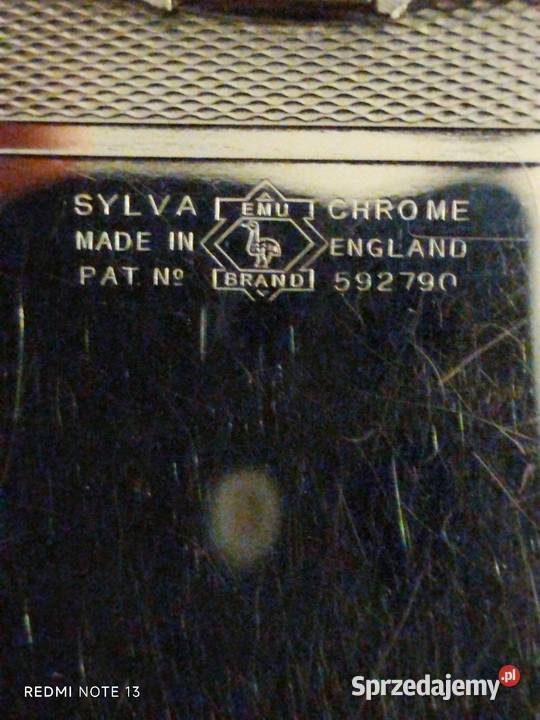 SYLVA EMU CHROME
MADE IN ENGLAND
PAT. Nº BRAND 592790
REDMI NOTE 13
Sprzedajemy.pl